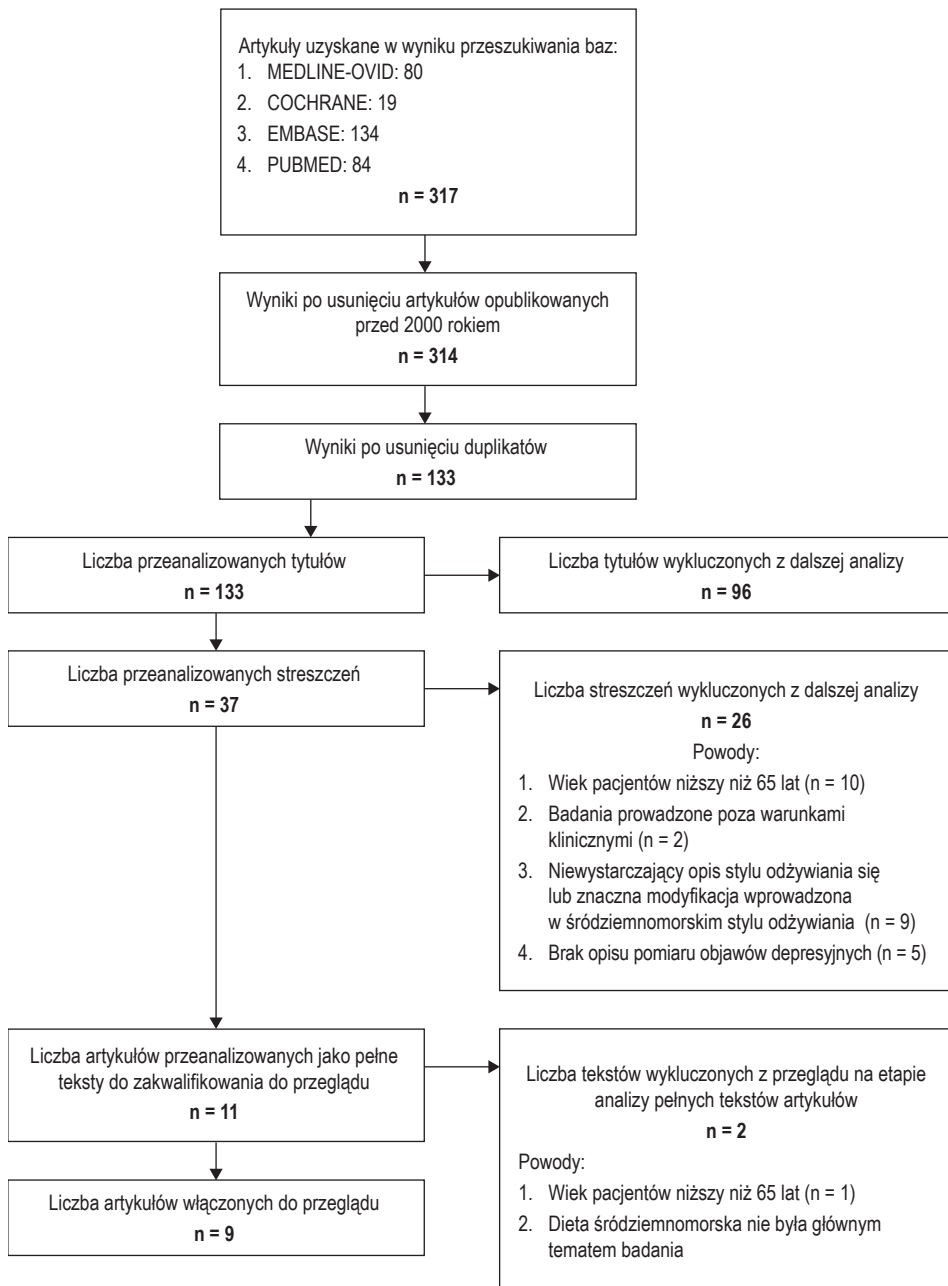 Artykuły uzyskane w wyniku przeszukiwania baz:
1. MEDLINE-OVID: 80
2. COCHRANE: 19
3. EMBASE: 134
4. PUBMED: 84
n = 317
Wyniki po usunięciu artykułów opublikowanych
przed 2000 rokiem
n = 314
Wyniki po usunięciu duplikatów
n = 133
Liczba przeanalizowanych tytułów
n = 133
Liczba tytułów wykluczonych z dalszej analizy
n = 96
Liczba przeanalizowanych streszczeń
n = 37
Liczba streszczeń wykluczonych z dalszej analizy
n = 26
Powody:
1. Wiek pacjentów niższy niż 65 lat (n = 10)
2. Badania prowadzone poza warunkami
klinicznymi (n = 2)
3. Niewystarczający opis stylu odżywiania się
lub znaczna modyfikacja wprowadzona
w śródziemnomorskim stylu odżywiania (n = 9)
4. Brak opisu pomiaru objawów depresyjnych (n = 5)
Liczba artykułów przeanalizowanych jako pełne
teksty do zakwalifikowania do przeglądu
n = 11
Liczba tekstów wykluczonych z przeglądu na etapie
analizy pełnych tekstów artykułów
n = 2
Powody:
1. Wiek pacjentów niższy niż 65 lat (n = 1)
2. Dieta śródziemnomorska nie była głównym
tematem badania
Liczba artykułów włączonych do przeglądu
n = 9